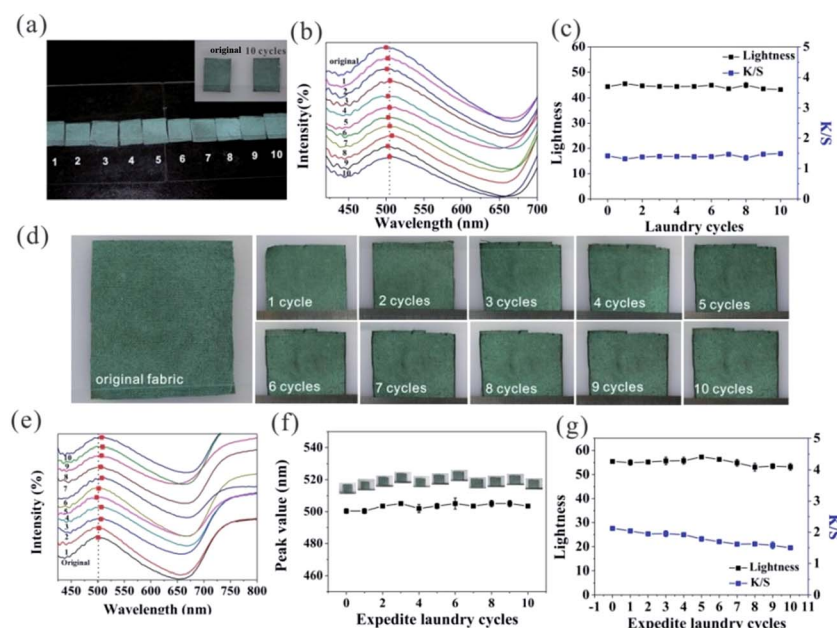 (a)
original 10 cycles
1 2 3 4 5 6 7 8 9 10
(b)
Intensity(%)
original
1
2
3
4
5
6
7
8
9
10
450 500 550 600 650 700
Wavelength (nm)
(c)
Lightness
60
50
40
30
20
10
0
Lightness
K/S
5
4
3
2
1
0
K/S
0 2 4 6 8 10
Laundry cycles
(d)
original fabric
1 cycle
2 cycles
3 cycles
4 cycles
5 cycles
6 cycles
7 cycles
8 cycles
9 cycles
10 cycles
(e)
Intensity (%)
10
9
8
7
6
5
4
3
2
1
Original
450 500 550 600 650 700 750 800
Wavelength (nm)
(f)
Peak value (nm)
540
520
500
480
460
0 2 4 6 8 10
Expedite laundry cycles
(g)
Lightness
60
50
40
30
20
10
0
5
4
3
2
1
0
K/S
Lightness
K/S
-1 0 1 2 3 4 5 6 7 8 9 10 11
Expedite laundry cycles